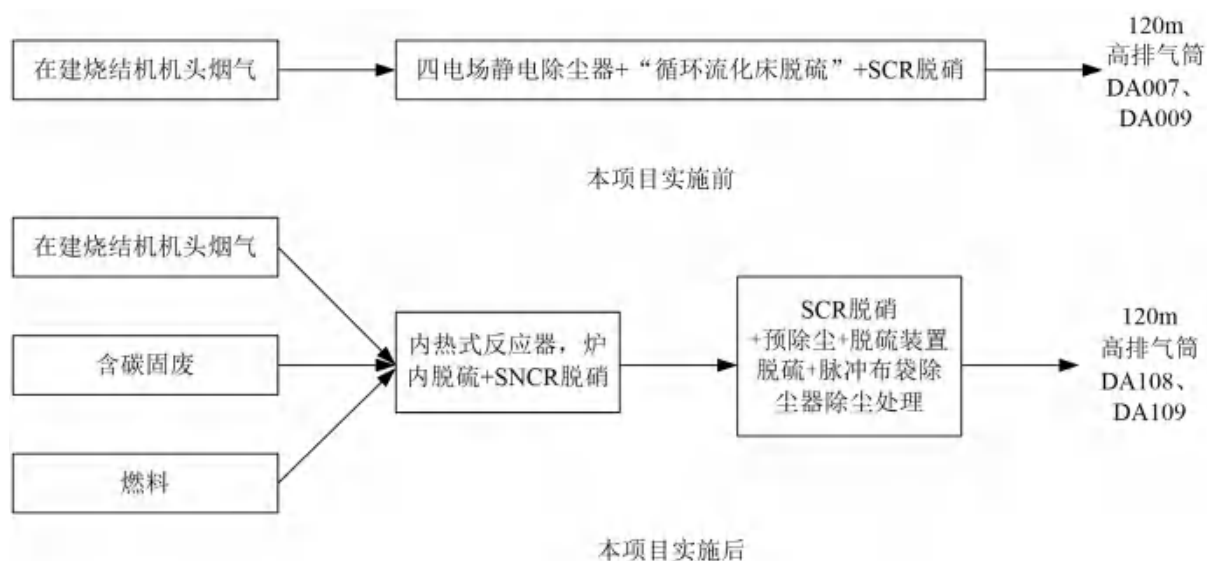 在建烧结机机头烟气
四电场静电除尘器+“循环流化床脱硫”+SCR脱硝
120m
高排气筒
DA007、
DA009
本项目实施前
在建烧结机机头烟气
含碳固废
燃料
内热式反应器，炉
内脱硫+SNCR脱硝
SCR脱硝
+预除尘+脱硫装置
脱硫+脉冲布袋除
尘器除尘处理
120m
高排气筒
DA108、
DA109
本项目实施后